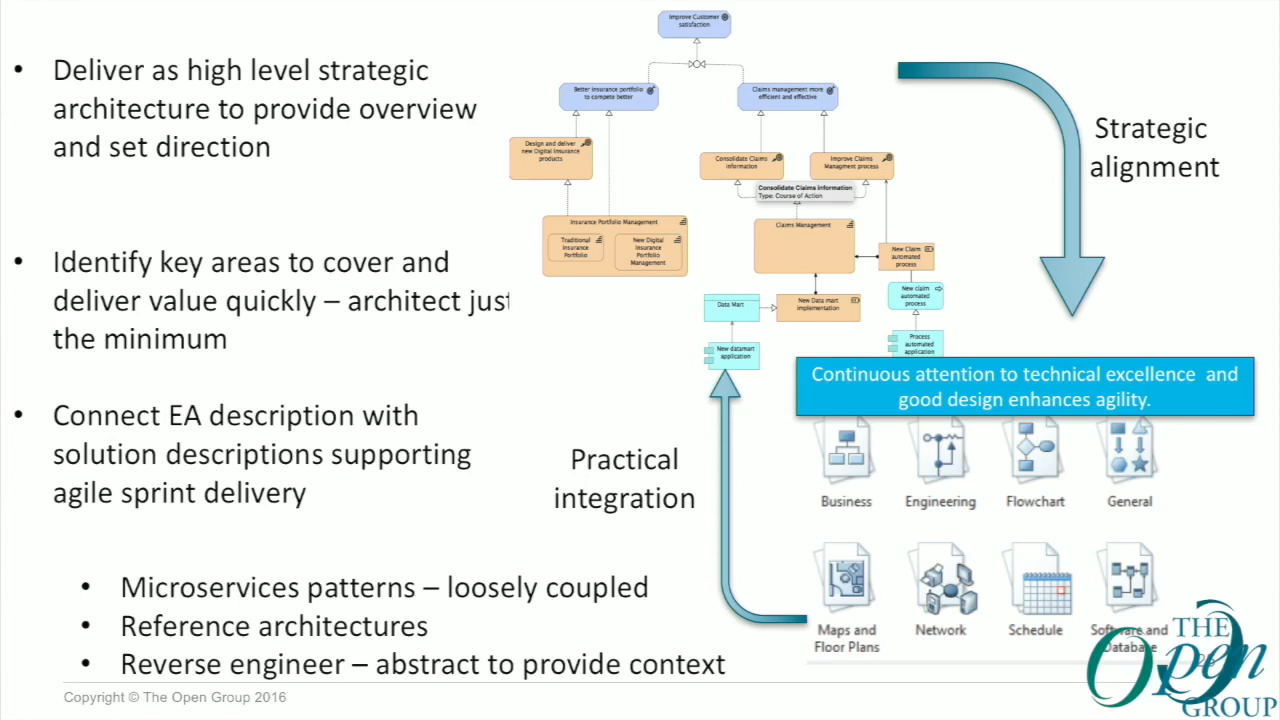 • Deliver as high level strategic
architecture to provide overview
and set direction
• Identify key areas to cover and
deliver value quickly – architect just
the minimum
• Connect EA description with
solution descriptions supporting
agile sprint delivery
• Microservices patterns – loosely coupled
• Reference architectures
• Reverse engineer – abstract to provide context
Improve Customer
satisfaction
Better insurance portfolio
to compete better
Claims management more
efficient and effective
Design and deliver
new Digital Insurance
products
Consolidate Claims
information
Improve Claims
Managment process
Consolidate Claims information
Type: Course of Action
Insurance Portfolio Management
Traditional
Insurance
Portfolio
New Digital
Insurance
Portfolio
Management
Claims Management
New Claim
automated
process
New claim
automated
process
Data Mart
New Data mart
implementation
New datamart
application
Process
automated
application
Strategic
alignment
Continuous attention to technical excellence and
good design enhances agility.
Practical
integration
Business
Engineering
Flowchart
General
Maps and
Floor Plans
Network
Schedule
Software and
Database
THE
Open
GROUP
Copyright © The Open Group 2016